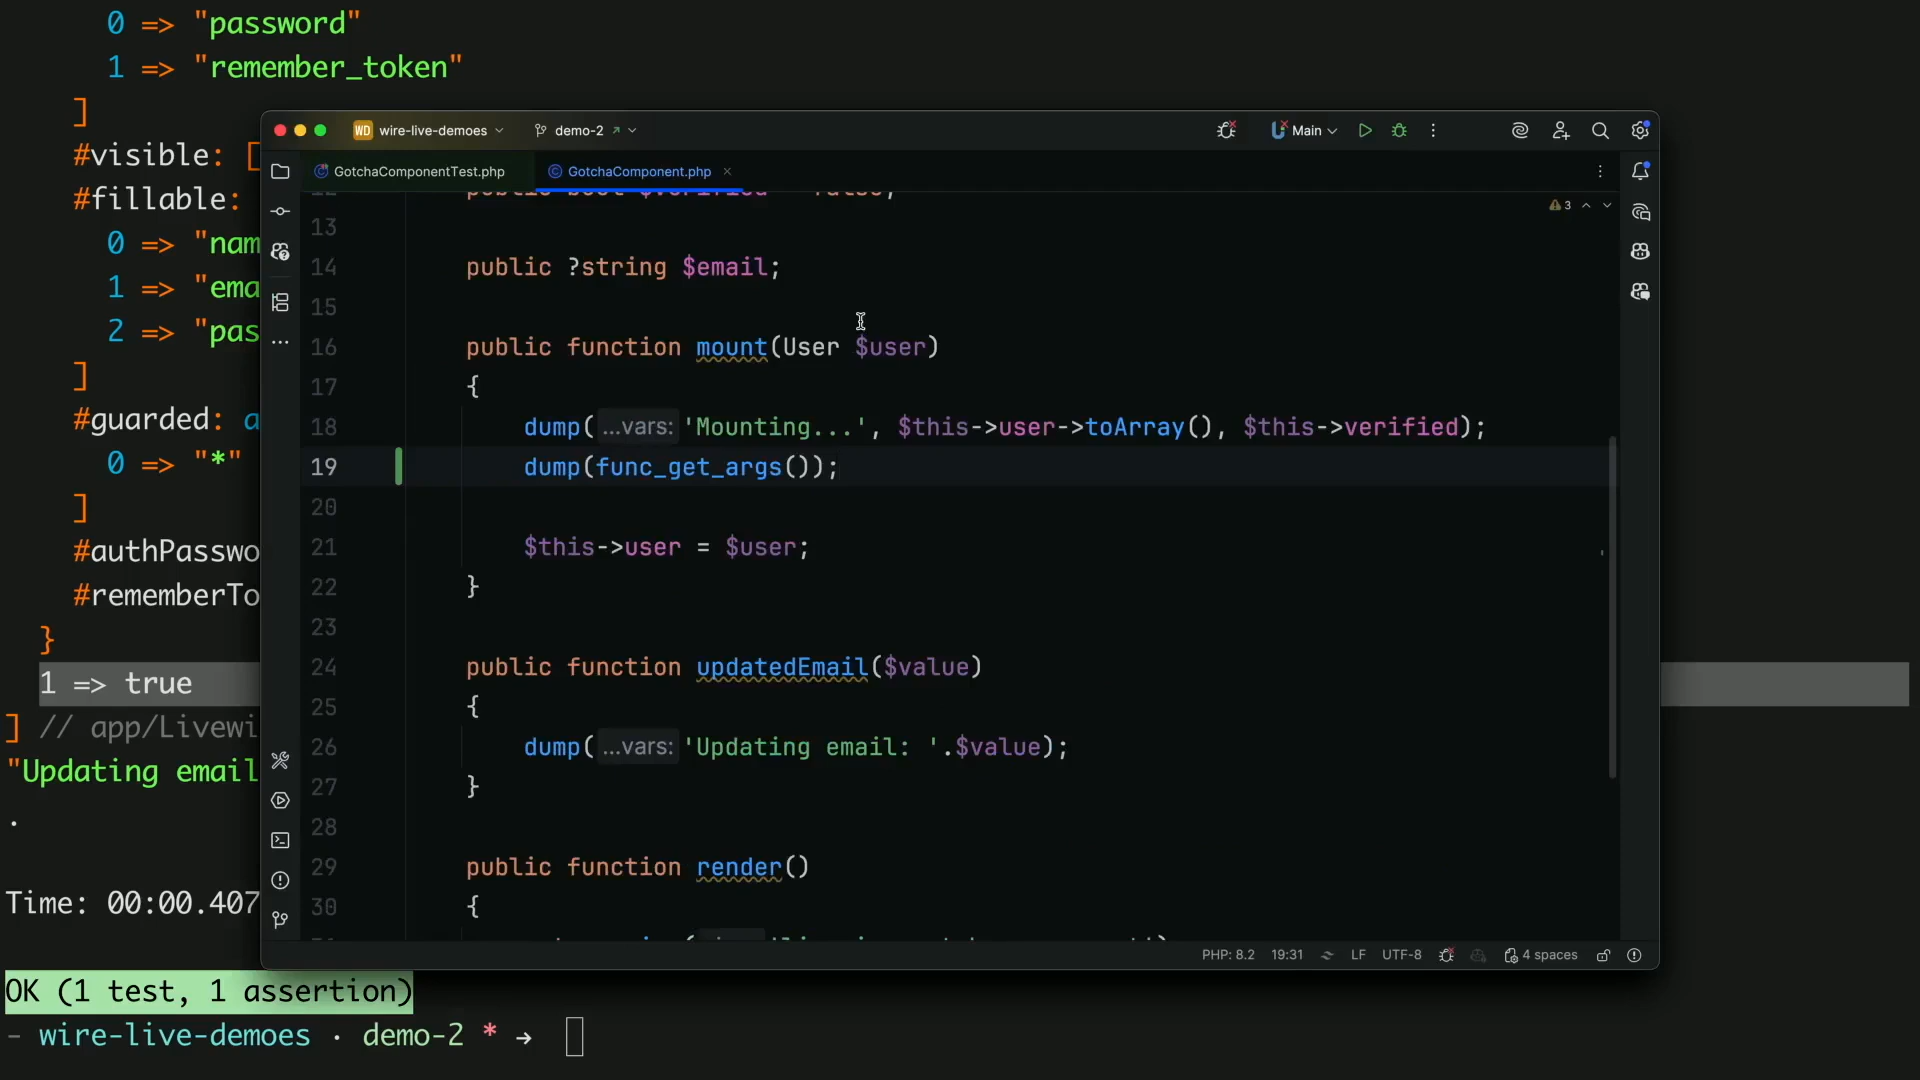 0 => "password"
1 => "remember_token"
]
#visible: [
#fillable:
0 => "nam
1 => "ema
2 => "pas
]
#guarded: a
0 => "*"
]
#authPasswo
#rememberTo
}
1 => true
] // app/Livewi
"Updating email
.
Time: 00:00.407
OK (1 test, 1 assertion)
- wire-live-demoes · demo-2 * →
WD wire-live-demoes
demo-2 ↗
Main
GotchaComponentTest.php
GotchaComponent.php ×
3
13
14 public ?string $email;
15
16 public function mount(User $user)
17 {
18 dump( ...vars: 'Mounting...', $this->user->toArray(), $this->verified);
19 dump(func_get_args());
20
21 $this->user = $user;
22 }
23
24 public function updatedEmail($value)
25 {
26 dump( ...vars: 'Updating email: '.$value);
27 }
28
29 public function render()
30 {
PHP: 8.2 19:31 LF UTF-8 4 spaces